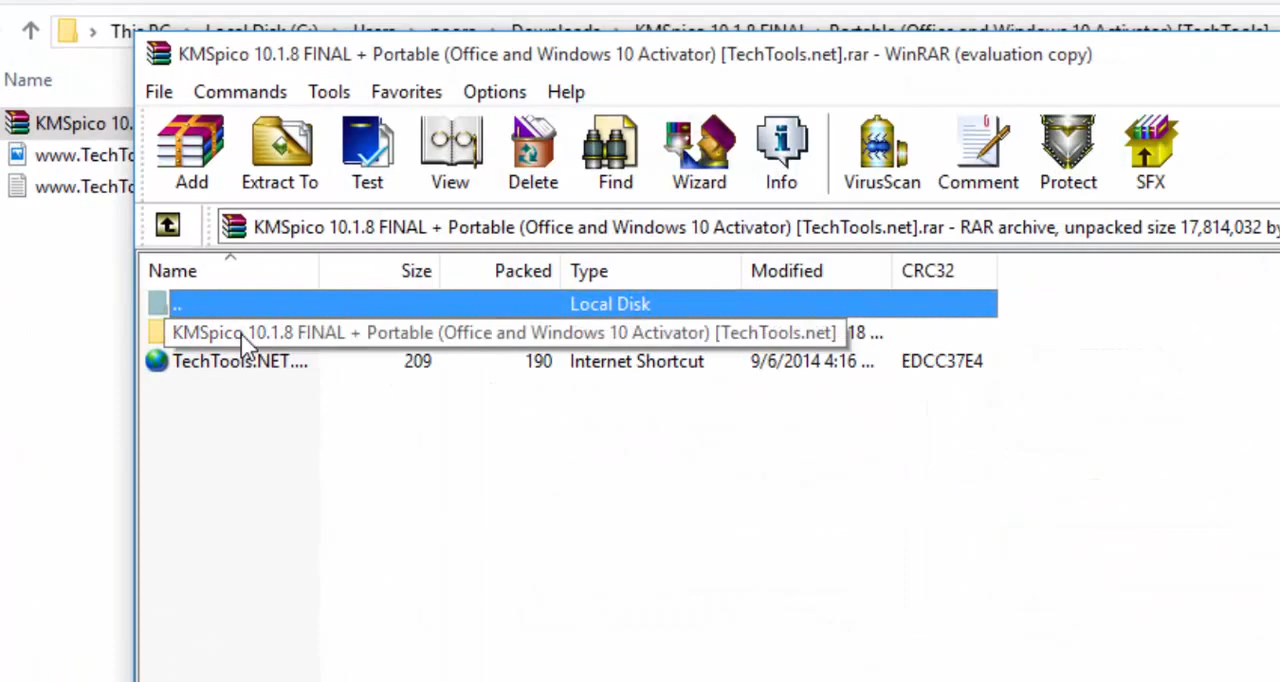 KMSpico 10.1.8 FINAL + Portable (Office and Windows 10 Activator) [TechTools.net].rar - WinRAR (evaluation copy)
File Commands Tools Favorites Options Help
Add Extract To Test View Delete Find Wizard Info VirusScan Comment Protect SFX
KMSpico 10.1.8 FINAL + Portable (Office and Windows 10 Activator) [TechTools.net].rar - RAR archive, unpacked size 17,814,032 by
Name Size Packed Type Modified CRC32
.. Local Disk
KMSpico 10.1.8 FINAL + Portable (Office and Windows 10 Activator) [TechTools.net] 18 ...
TechTools.NET.... 209 190 Internet Shortcut 9/6/2014 4:16 ... EDCC37E4
Name
KMSpico 10.
www.TechTo
www.TechTo